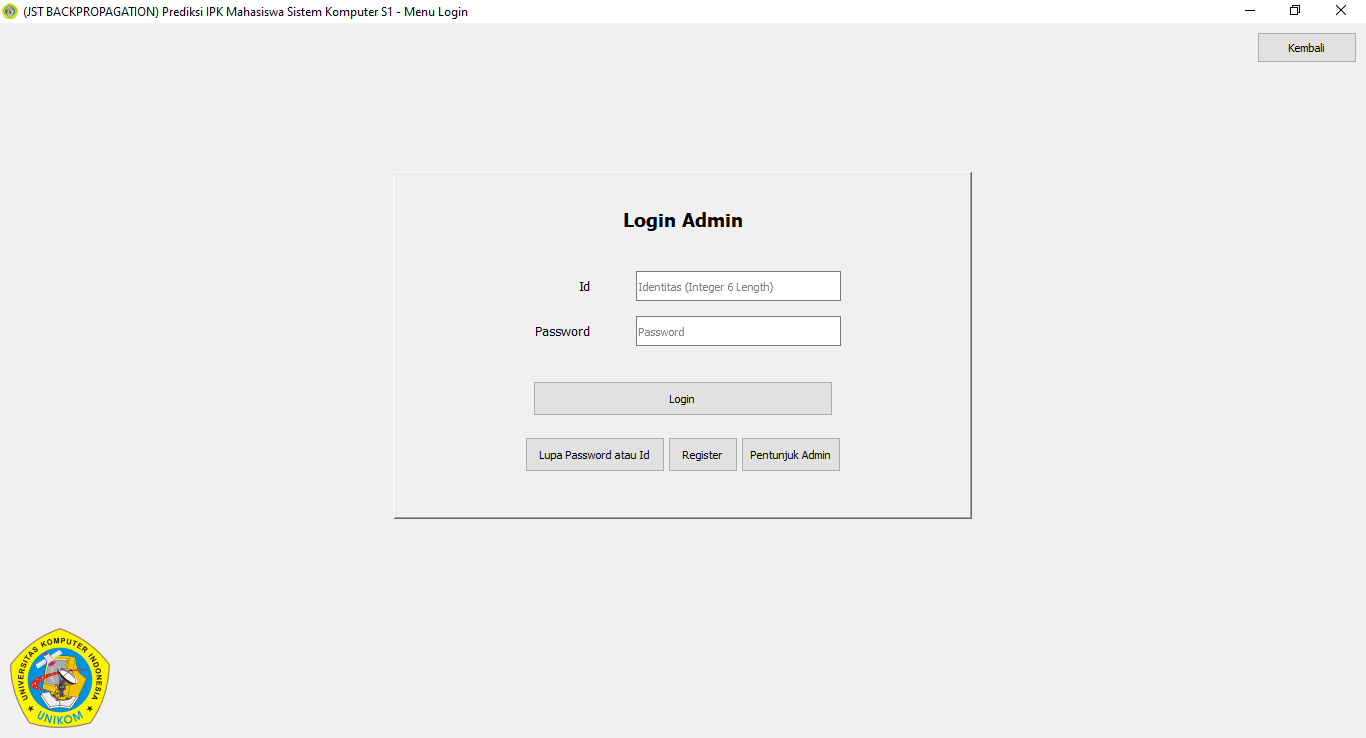 (JST BACKPROPAGATION) Prediksi IPK Mahasiswa Sistem Komputer S1 - Menu Login
Kembali
Login Admin
Id
Identitas (Integer 6 Length)
Password
Password
Login
Lupa Password atau Id
Register
Pentunjuk Admin
UNIVERSITAS KOMPUTER INDONESIA
UNIKOM